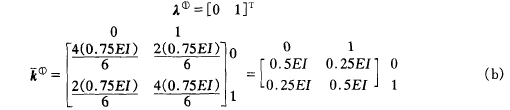 λ^① = [0 1]^T
0 1
k̄^① = [4(0.75EI)/6 2(0.75EI)/6; 2(0.75EI)/6 4(0.75EI)/6] 0 1 = [0.5EI 0.25EI; 0.25EI 0.5EI] 0 1 (b)
0 1